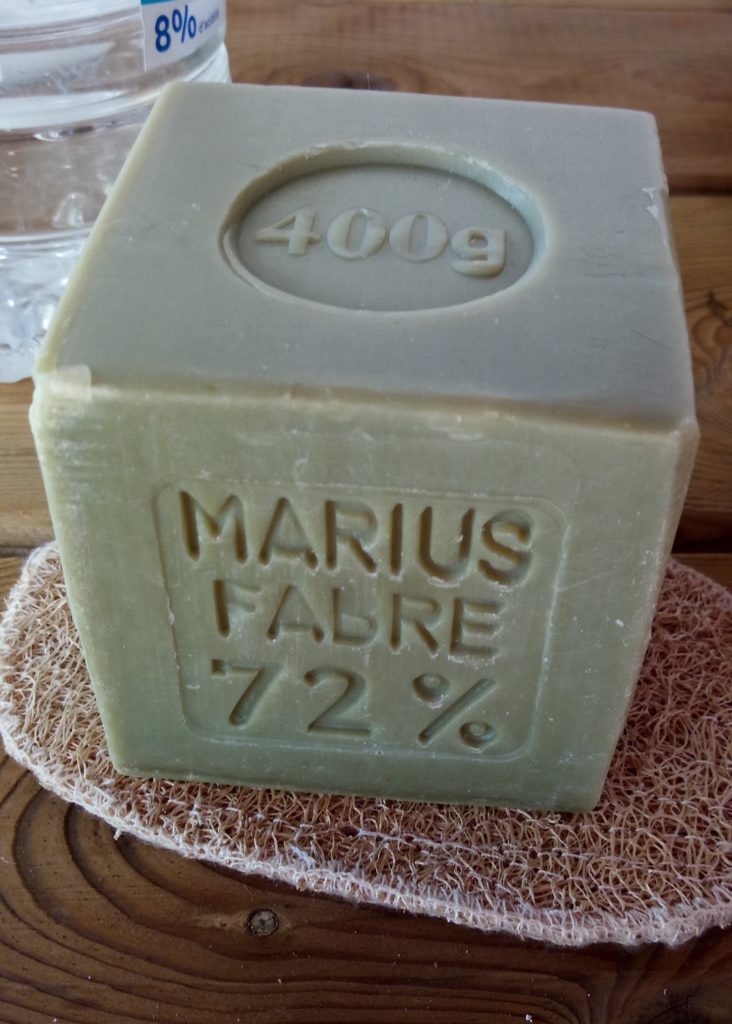 8%
400g
MARIUS
FABRE
72%